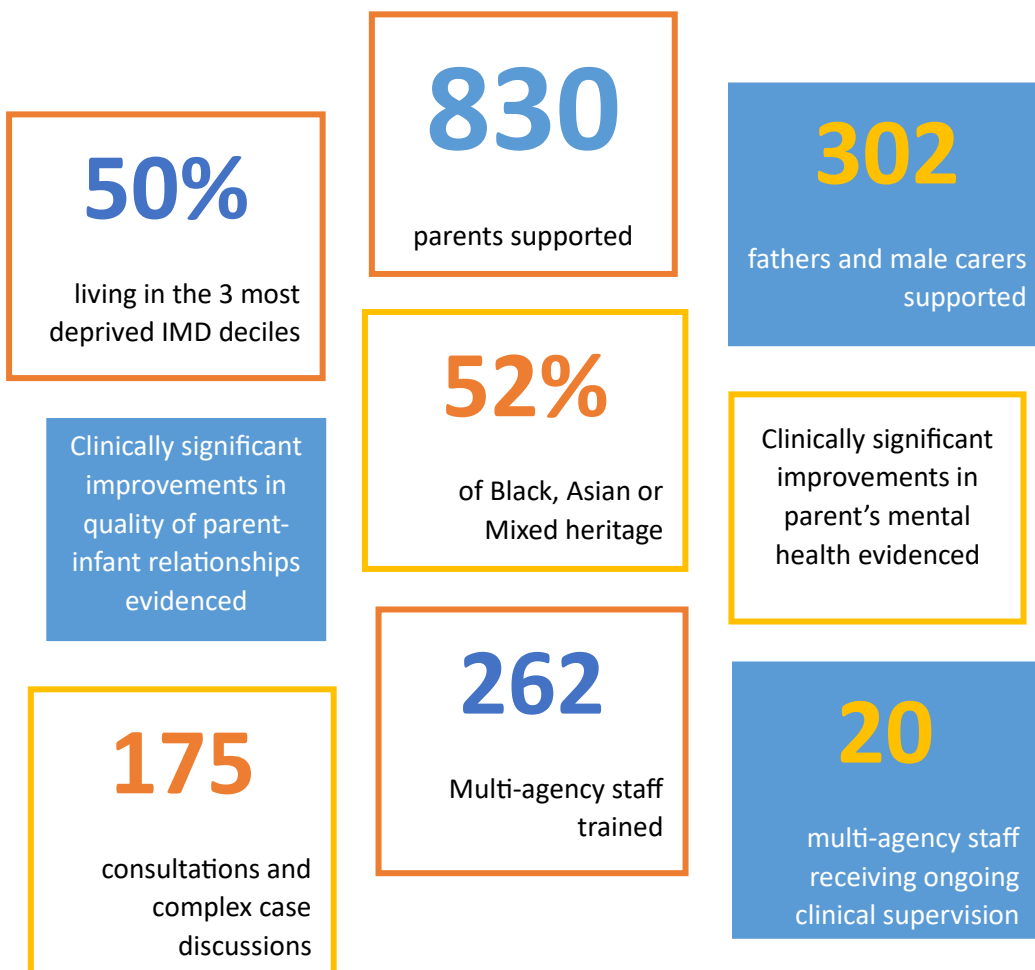 830
parents supported
50%
living in the 3 most
deprived IMD deciles
302
fathers and male carers
supported
52%
of Black, Asian or
Mixed heritage
Clinically significant
improvements in
quality of parent-
infant relationships
evidenced
Clinically significant
improvements in
parent’s mental
health evidenced
262
Multi-agency staff
trained
175
consultations and
complex case
discussions
20
multi-agency staff
receiving ongoing
clinical supervision